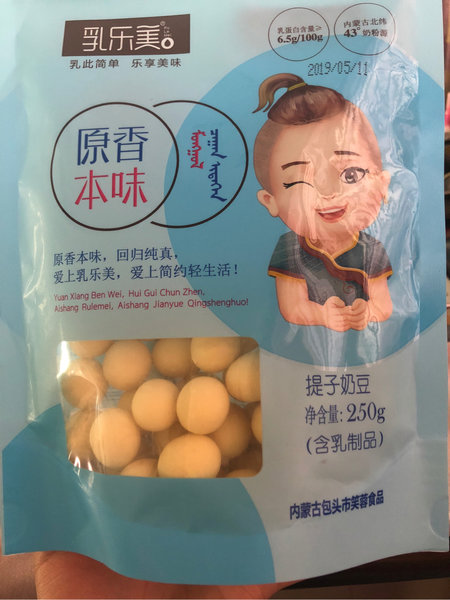 乳乐美
乳此简单 乐享美味
乳蛋白含量≥
6.5g/100g
内蒙古北纬
43°奶粉源
2019/05/11
原香
本味
原香本味，回归纯真，
爱上乳乐美，爱上简约轻生活！
Yuan Xiang Ben Wei, Hui Gui Chun Zhen,
Aishang Rulemei, Aishang Jianyue Qingshenghuo!
提子奶豆
净含量: 250g
(含乳制品)
内蒙古包头市笑蓉食品